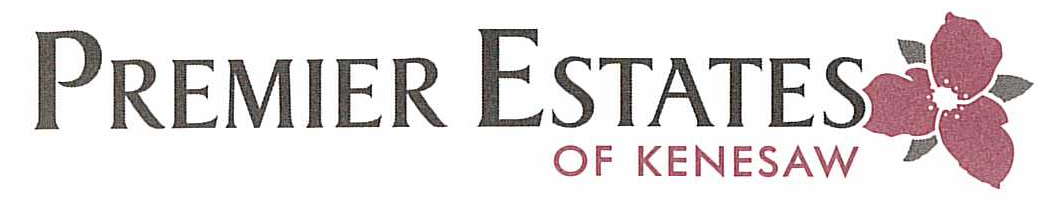 PREMIER ESTATES
OF KENESAW